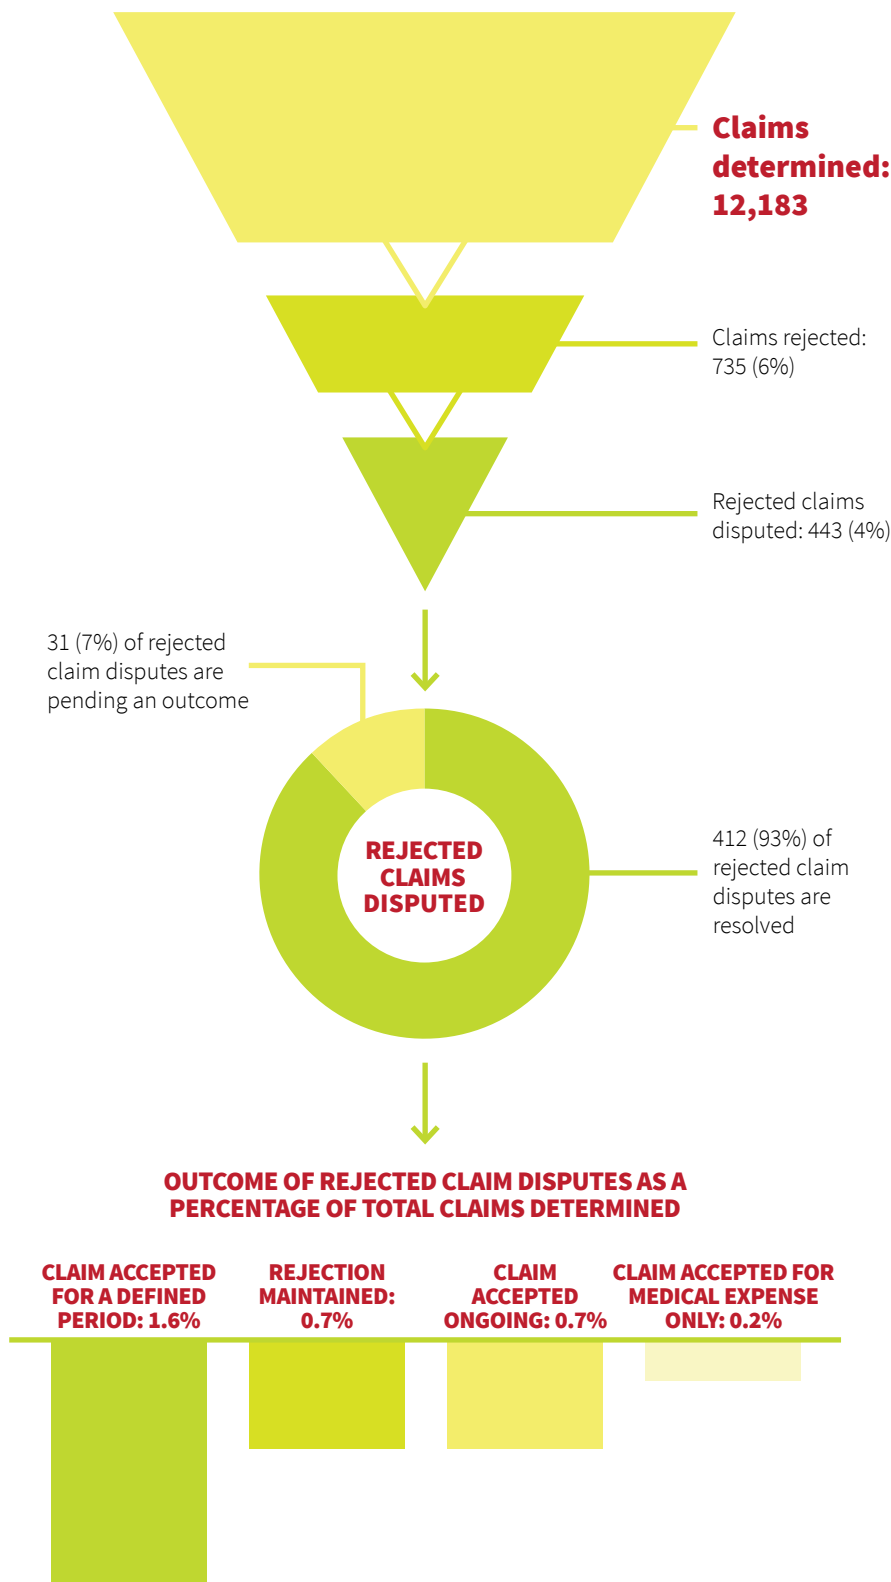 Claims
determined:
12,183
Claims rejected:
735 (6%)
Rejected claims
disputed: 443 (4%)
31 (7%) of rejected
claim disputes are
pending an outcome
REJECTED
CLAIMS
DISPUTED
412 (93%) of
rejected claim
disputes are
resolved
OUTCOME OF REJECTED CLAIM DISPUTES AS A
PERCENTAGE OF TOTAL CLAIMS DETERMINED
CLAIM ACCEPTED
FOR A DEFINED
PERIOD: 1.6%
REJECTION
MAINTAINED:
0.7%
CLAIM
ACCEPTED
ONGOING: 0.7%
CLAIM ACCEPTED FOR
MEDICAL EXPENSE
ONLY: 0.2%